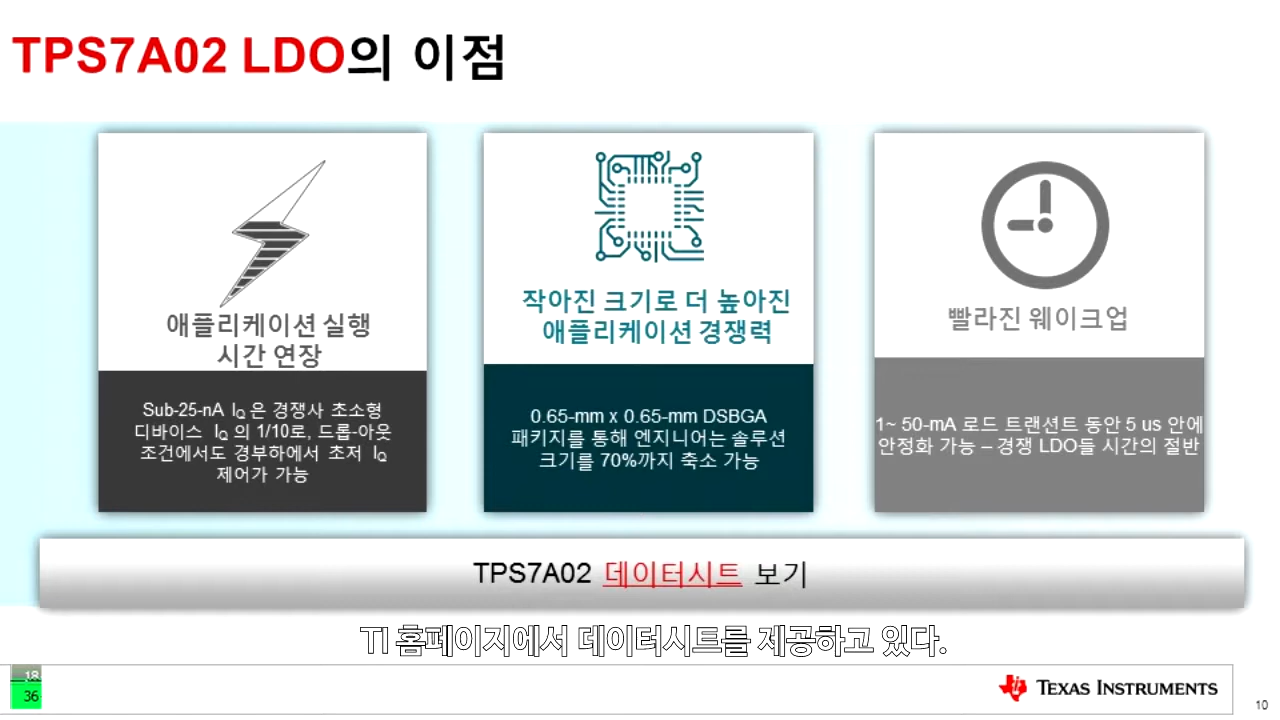 TPS7A02 LDO의 이점
애플리케이션 실행
시간 연장
Sub-25-nA IQ 은 경쟁사 초소형
디바이스 IQ 의 1/10로, 드롭-아웃
조건에서도 경부하에서 초저 IQ
제어가 가능
작아진 크기로 더 높아진
애플리케이션 경쟁력
0.65-mm x 0.65-mm DSBGA
패키지를 통해 엔지니어는 솔루션
크기를 70%까지 축소 가능
빨라진 웨이크업
1~ 50-mA 로드 트랜션트 동안 5 us 안에
안정화 가능 – 경쟁 LDO들 시간의 절반
TPS7A02 데이터시트 보기
TI 홈페이지에서 데이터시트를 제공하고 있다.
18
36
TEXAS INSTRUMENTS
10